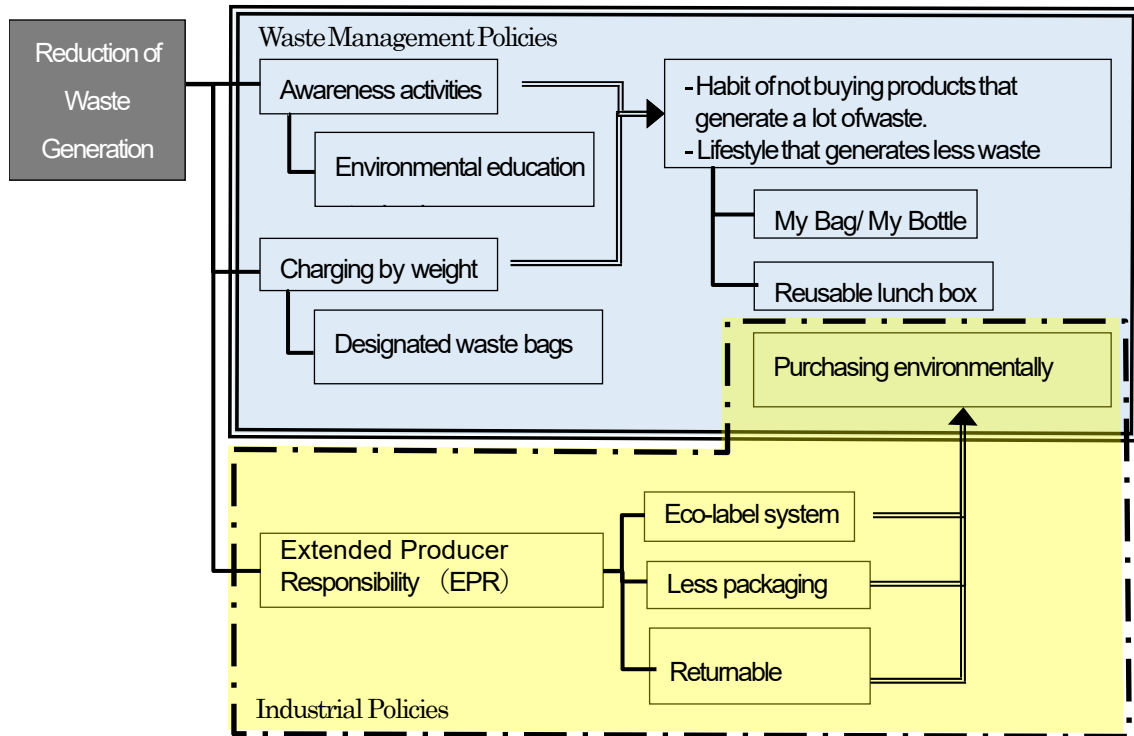 Reduction of
Waste
Generation
Waste Management Policies
Awareness activities
Environmental education
Charging by weight
Designated waste bags
- Habit of not buying products that
generate a lot of waste.
- Lifestyle that generates less waste
My Bag/ My Bottle
Reusable lunch box
Purchasing environmentally
Extended Producer
Responsibility （EPR）
Eco-label system
Less packaging
Returnable
Industrial Policies